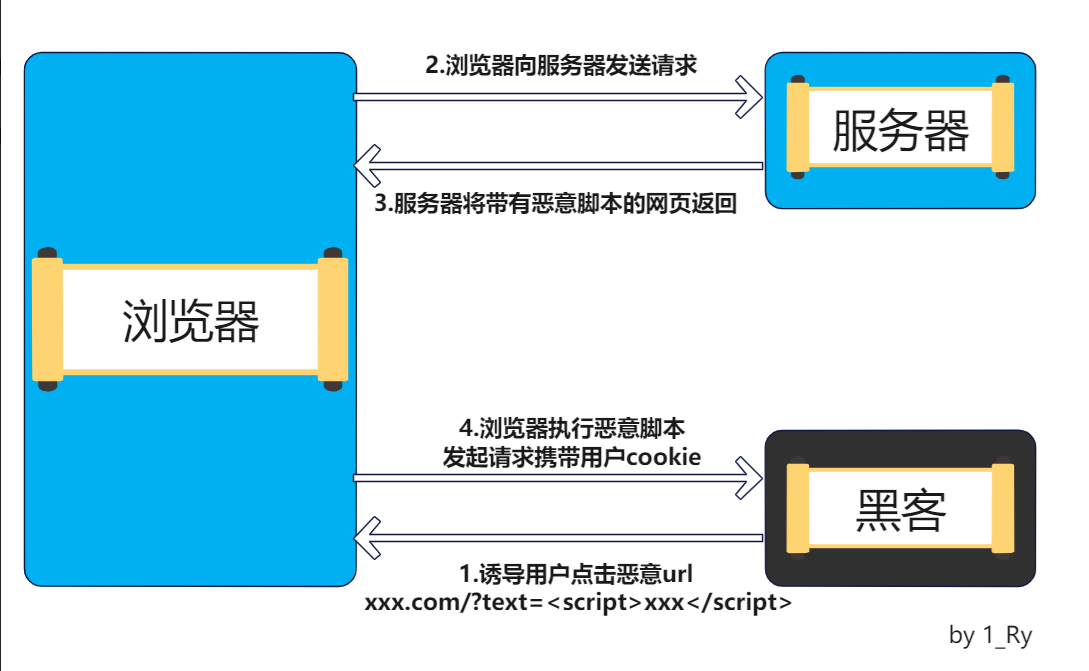 2.浏览器向服务器发送请求
服务器
3.服务器将带有恶意脚本的网页返回
浏览器
4.浏览器执行恶意脚本
发起请求携带用户cookie
黑客
1.诱导用户点击恶意url
xxx.com/?text=<script>xxx</script>
by 1_Ry